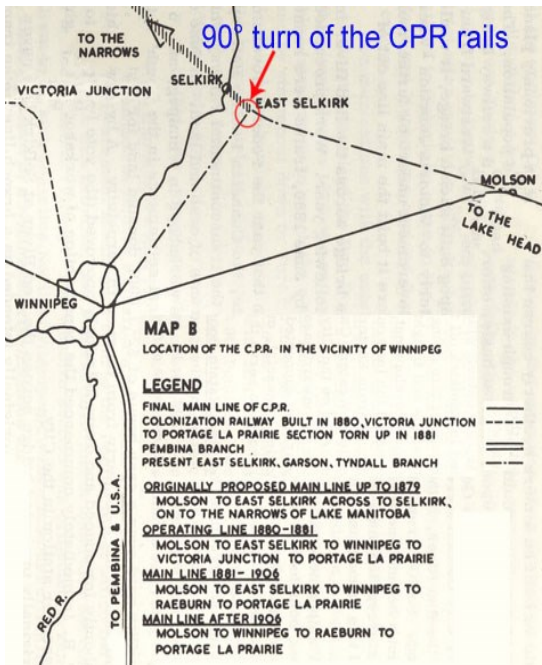 90° turn of the CPR rails
TO THE
NARROWS
SELKIRK
EAST SELKIRK
VICTORIA JUNCTION
MOLSON
TO THE
LAKE HEAD
WINNIPEG
MAP B
LOCATION OF THE C.P.R. IN THE VICINITY OF WINNIPEG
LEGEND
FINAL MAIN LINE OF C.P.R.
COLONIZATION RAILWAY BUILT IN 1880, VICTORIA JUNCTION
TO PORTAGE LA PRAIRIE SECTION TORN UP IN 1881
PEMBINA BRANCH
PRESENT EAST SELKIRK, GARSON, TYNDALL BRANCH
ORIGINALLY PROPOSED MAIN LINE UP TO 1879
MOLSON TO EAST SELKIRK ACROSS TO SELKIRK,
ON TO THE NARROWS OF LAKE MANITOBA
OPERATING LINE 1880-1881
MOLSON TO EAST SELKIRK TO WINNIPEG TO
VICTORIA JUNCTION TO PORTAGE LA PRAIRIE
MAIN LINE 1881- 1906
MOLSON TO EAST SELKIRK TO WINNIPEG TO
RAEBURN TO PORTAGE LA PRAIRIE
MAIN LINE AFTER 1906
MOLSON TO WINNIPEG TO RAEBURN TO
PORTAGE LA PRAIRIE
TO PEMBINA & U.S.A.
RED R.